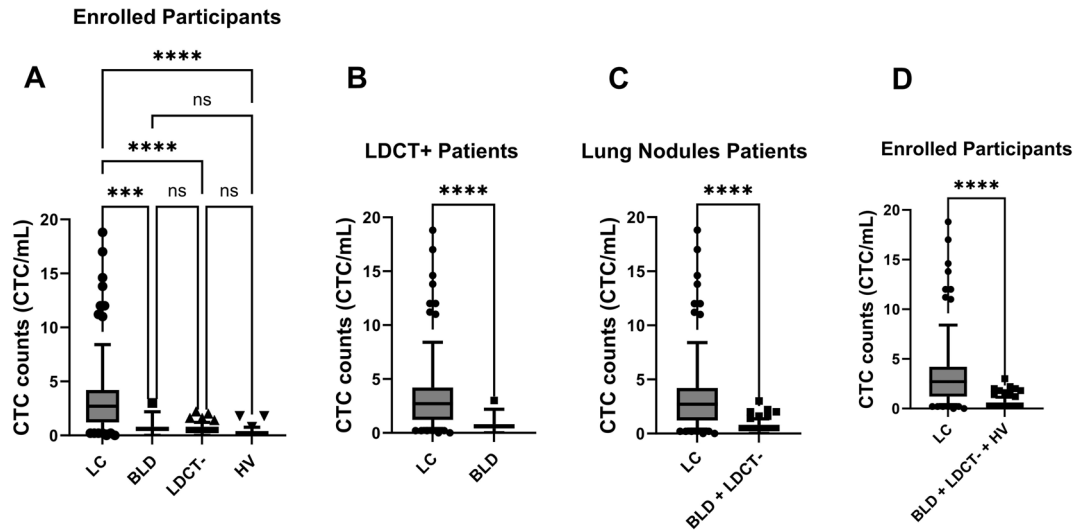 Enrolled Participants
A
****
ns
****
***
ns
ns
CTC counts (CTC/mL)
20
15
10
5
0
LC
BLD
LDCT-
HV
B
LDCT+ Patients
****
CTC counts (CTC/mL)
20
15
10
5
0
LC
BLD
C
Lung Nodules Patients
****
CTC counts (CTC/mL)
20
15
10
5
0
LC
BLD + LDCT-
D
Enrolled Participants
****
CTC counts (CTC/mL)
20
15
10
5
0
LC
BLD + LDCT- + HV